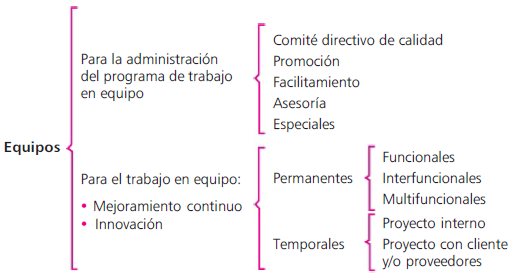 Equipos
Para la administración
del programa de trabajo
en equipo
Comité directivo de calidad
Promoción
Facilitamiento
Asesoría
Especiales
Para el trabajo en equipo:
• Mejoramiento continuo
• Innovación
Permanentes
Funcionales
Interfuncionales
Multifuncionales
Temporales
Proyecto interno
Proyecto con cliente
y/o proveedores